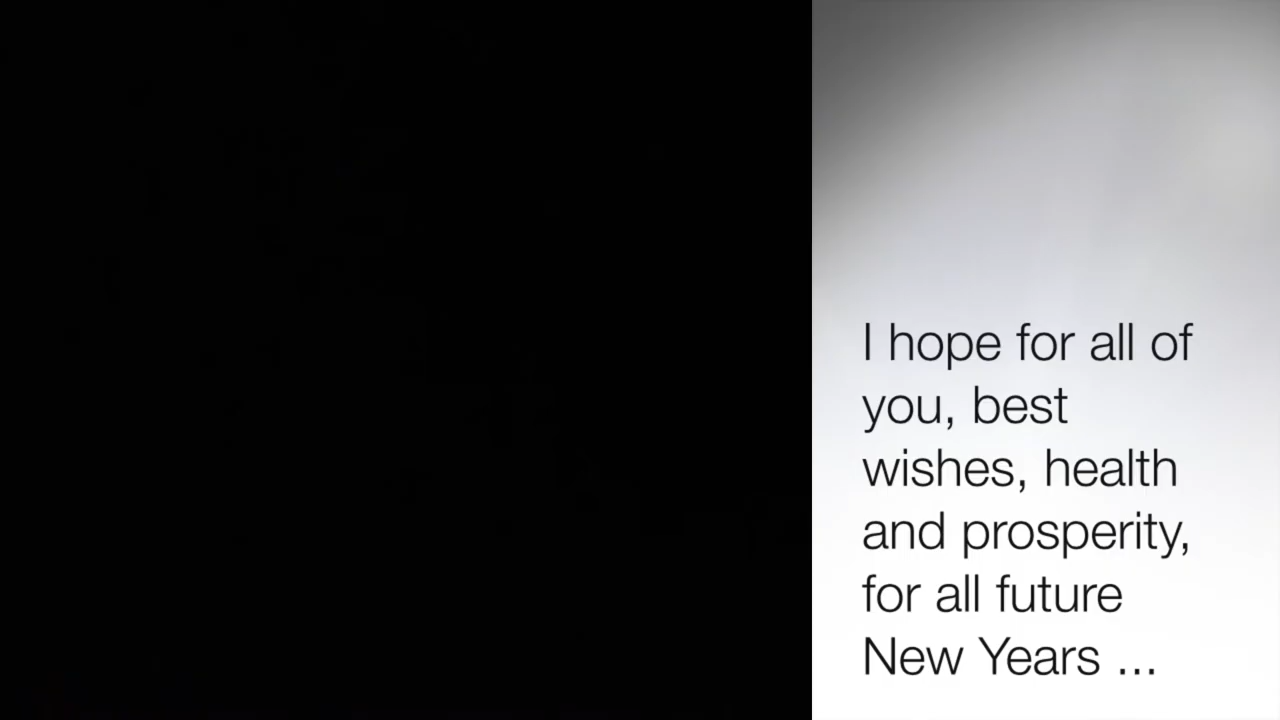 I hope for all of
you, best
wishes, health
and prosperity,
for all future
New Years ...